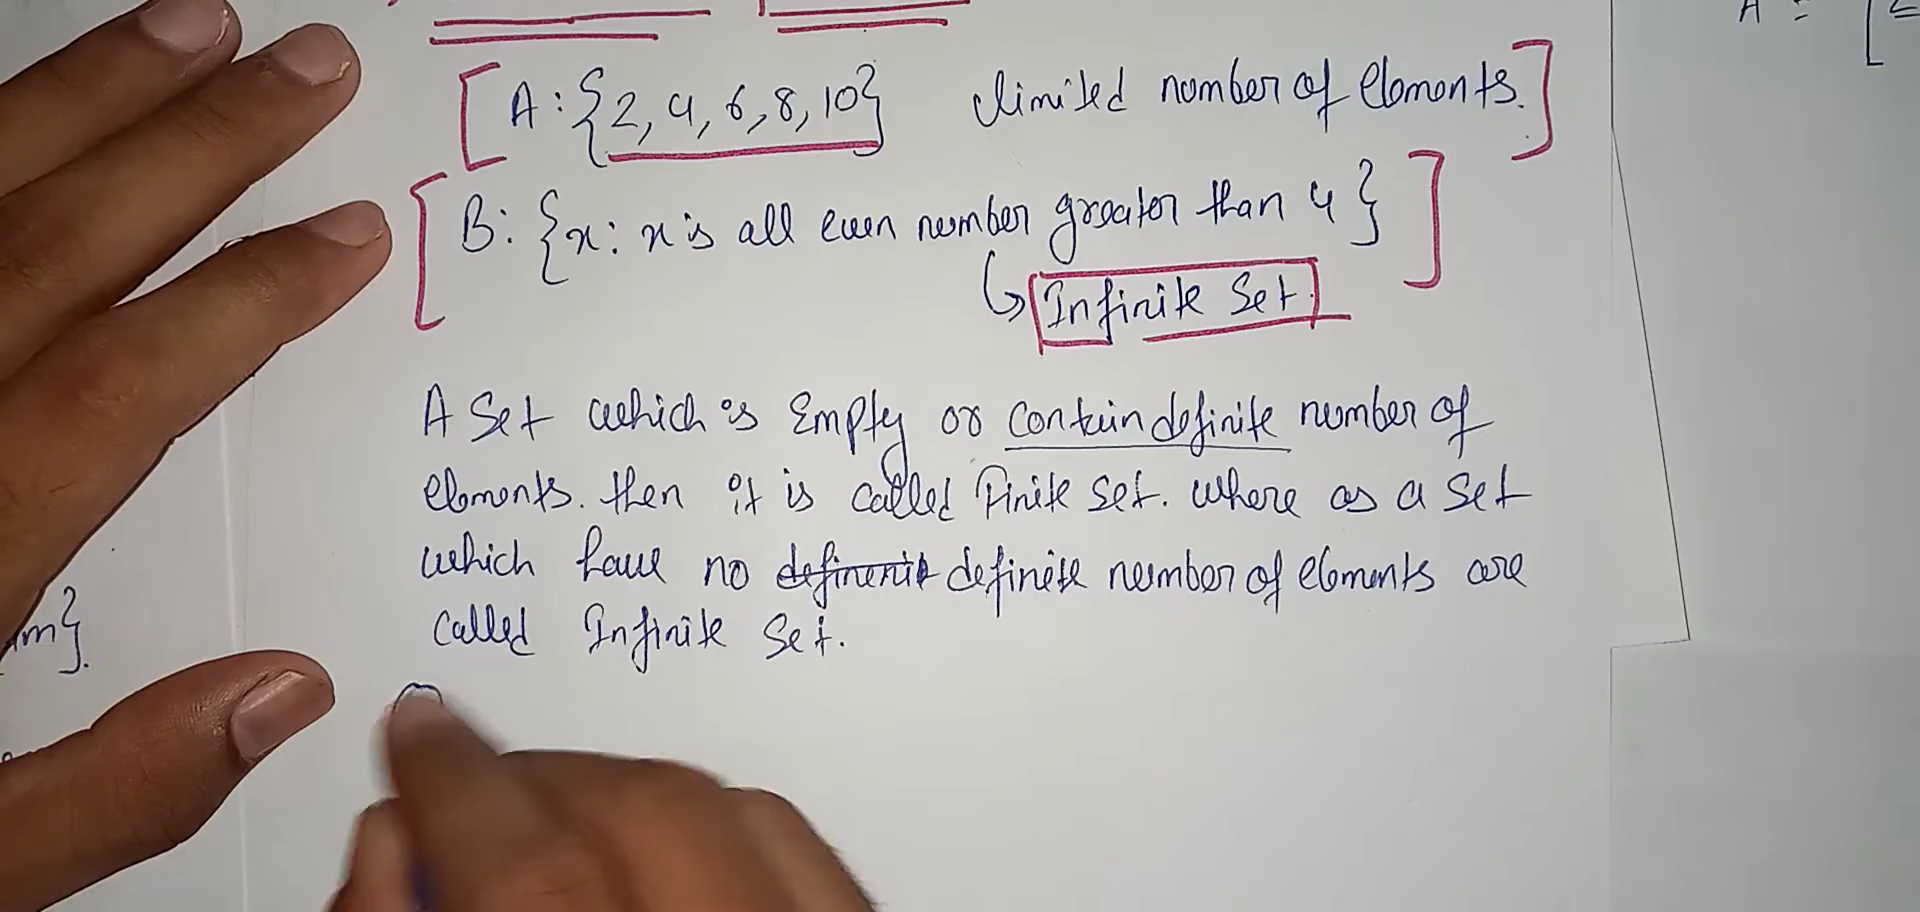 A : {2, 4, 6, 8, 10} limited number of elements.
B : {x : x is all even number greater than 4}
Infinite Set.
A Set which is Empty or contain definite number of
elements. then it is called Finite set. where as a set
which have no definenit definite number of elements are
called Infinite Set.
m}.
A =